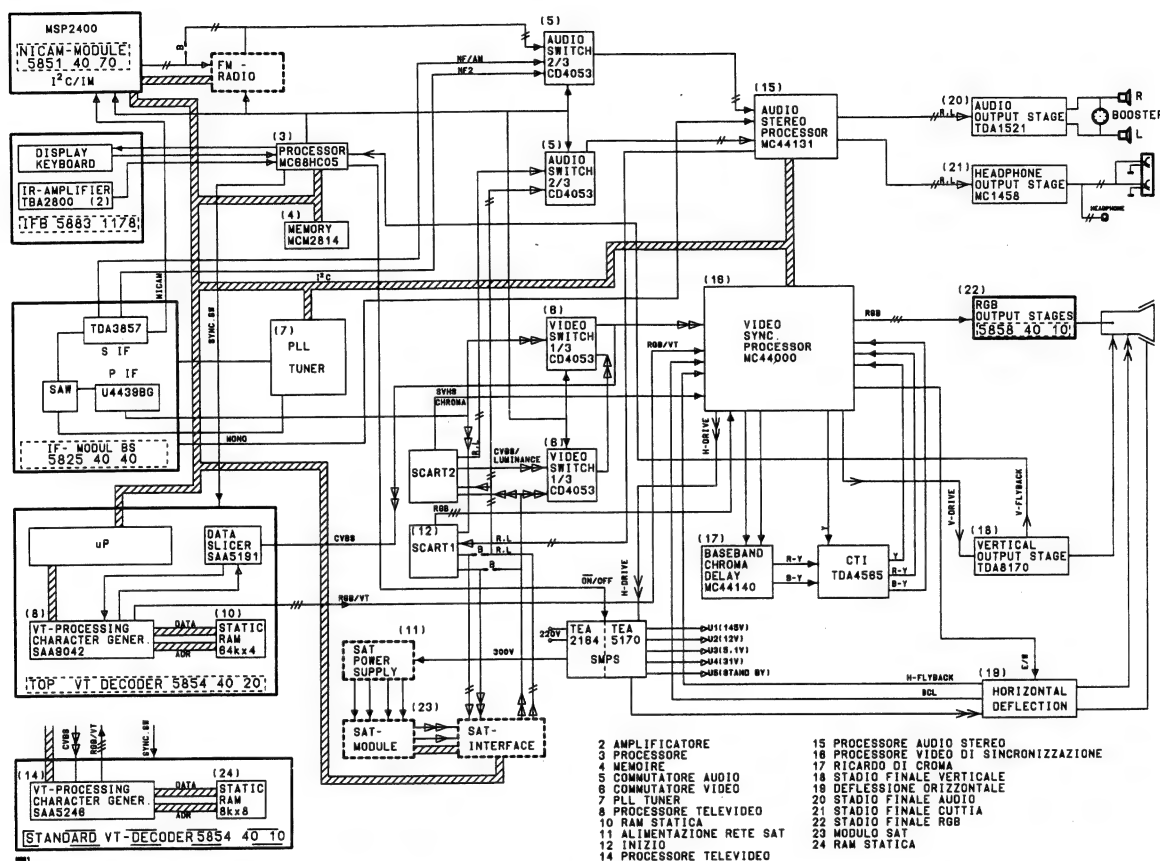 MSP2400
NICAM-MODULE
5851 40 70
I²C/IM
B
FM -
RADIO
NF/AM
NF2
(5)
AUDIO
SWITCH
2/3
CD4053
(15)
AUDIO
STEREO
PROCESSOR
MC44131
R.L
(20)
AUDIO
OUTPUT STAGE
TDA1521
R
BOOSTER
L
DISPLAY
KEYBOARD
IR-AMPLIFIER
TBA2800 (2)
IFB 5883 1178
(3)
PROCESSOR
MC68HC05
(4)
MEMORY
MCM2814
(5)
AUDIO
SWITCH
2/3
CD4053
R.L
(21)
HEADPHONE
OUTPUT STAGE
MC1458
HEADPHONE
NICAM
SYNC.SW
I²C
TDA3857
S IF
P IF
SAW
U4439BG
IF- MODUL BS
5825 40 40
(7)
PLL
TUNER
MONO
(6)
VIDEO
SWITCH
1/3
CD4053
RGB/VT
SVHS
CHROMA
R.L
CVBS/
LUMINANCE
SCART2
(6)
VIDEO
SWITCH
1/3
CD4053
(16)
VIDEO
SYNC.
PROCESSOR
MC44000
RGB
(22)
RGB
OUTPUT STAGES
5858 40 10
H-DRIVE
RGB
(12)
SCART1
R.L
B
R.L
B
uP
DATA
SLICER
SAA5191
CVBS
(8)
VT-PROCESSING
CHARACTER GENER.
SAA9042
DATA
ADR
(10)
STATIC
RAM
64kx4
TOP VT DECODER 5854 40 20
RGB/VT
ON/OFF
H-DRIVE
(17)
BASEBAND
CHROMA
DELAY
MC44140
R-Y
B-Y
Y
CTI
TDA4565
Y
R-Y
B-Y
V-DRIVE
V-FLYBACK
(18)
VERTICAL
OUTPUT STAGE
TDA8170
(11)
SAT
POWER
SUPPLY
300V
220V
TEA
2164
TEA
5170
SMPS
U1(145V)
U2(12V)
U3(5.1V)
U4(31V)
U5(STAND BY)
H-FLYBACK
BCL
E/W
(19)
HORIZONTAL
DEFLECTION
SAT-
MODULE
(23)
SAT-
INTERFACE
CVBS
RGB/VT
SYNC.SW
(14)
VT-PROCESSING
CHARACTER GENER.
SAA5246
DATA
ADR
(24)
STATIC
RAM
8kx8
STANDARD VT-DECODER 5854 40 10
2 AMPLIFICATORE
3 PROCESSORE
4 MEMOIRE
5 COMMUTATORE AUDIO
6 COMMUTATORE VIDEO
7 PLL TUNER
8 PROCESSORE TELEVIDEO
10 RAM STATICA
11 ALIMENTAZIONE RETE SAT
12 INIZIO
14 PROCESSORE TELEVIDEO
15 PROCESSORE AUDIO STEREO
16 PROCESSORE VIDEO DI SINCRONIZZAZIONE
17 RICARDO DI CROMA
18 STADIO FINALE VERTICALE
19 DEFLESSIONE ORIZZONTALE
20 STADIO FINALE AUDIO
21 STADIO FINALE CUTTIA
22 STADIO FINALE RGB
23 MODULO SAT
24 RAM STATICA